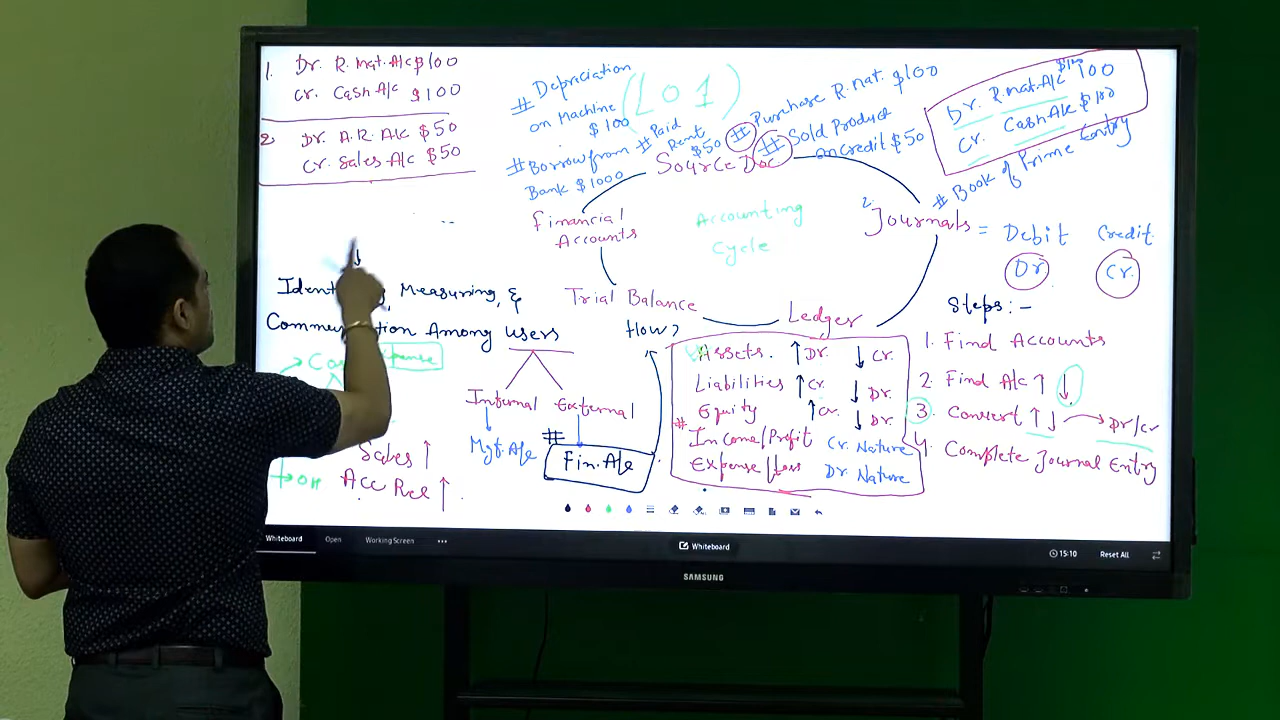 1. Dr. R.mat. A/c $100
Cr. Cash A/c $100
2. Dr. A.R. A/c $50
Cr. Sales A/c $50
# Depriciation
on Machine
$100
(LO1)
# Purchase R.nat. $100
# Sold Product
on Credit $50
# Paid
Rent
$50
# Borrow from
Bank $1000
Dr. R.mat. A/c $100 100
Cr. Cash A/c $100
# Book of Prime Entry
Source Doc
Financial
Accounts
Accounting
Cycle
2. Journals = Debit Credit
Dr Cr.
Trial Balance
Ledger
Measuring, &
Among users
How?
Internal External
Mgt. A/c
# Fin. A/c
Sales ↑
Acc Rec ↑
Assets. ↑ Dr. ↓ Cr.
Liabilities ↑ Cr. ↓ Dr.
Equity ↑ Cr. ↓ Dr.
# Income/Profit Cr. Nature
Expense/Loss Dr. Nature
Steps:-
1. Find Accounts
2. Find A/c ↑ ↓
3. Convert ↑ ↓ → Dr/Cr
4. Complete Journal Entry
Whiteboard Open Working Screen ...
Whiteboard
15:10 Reset All
SAMSUNG